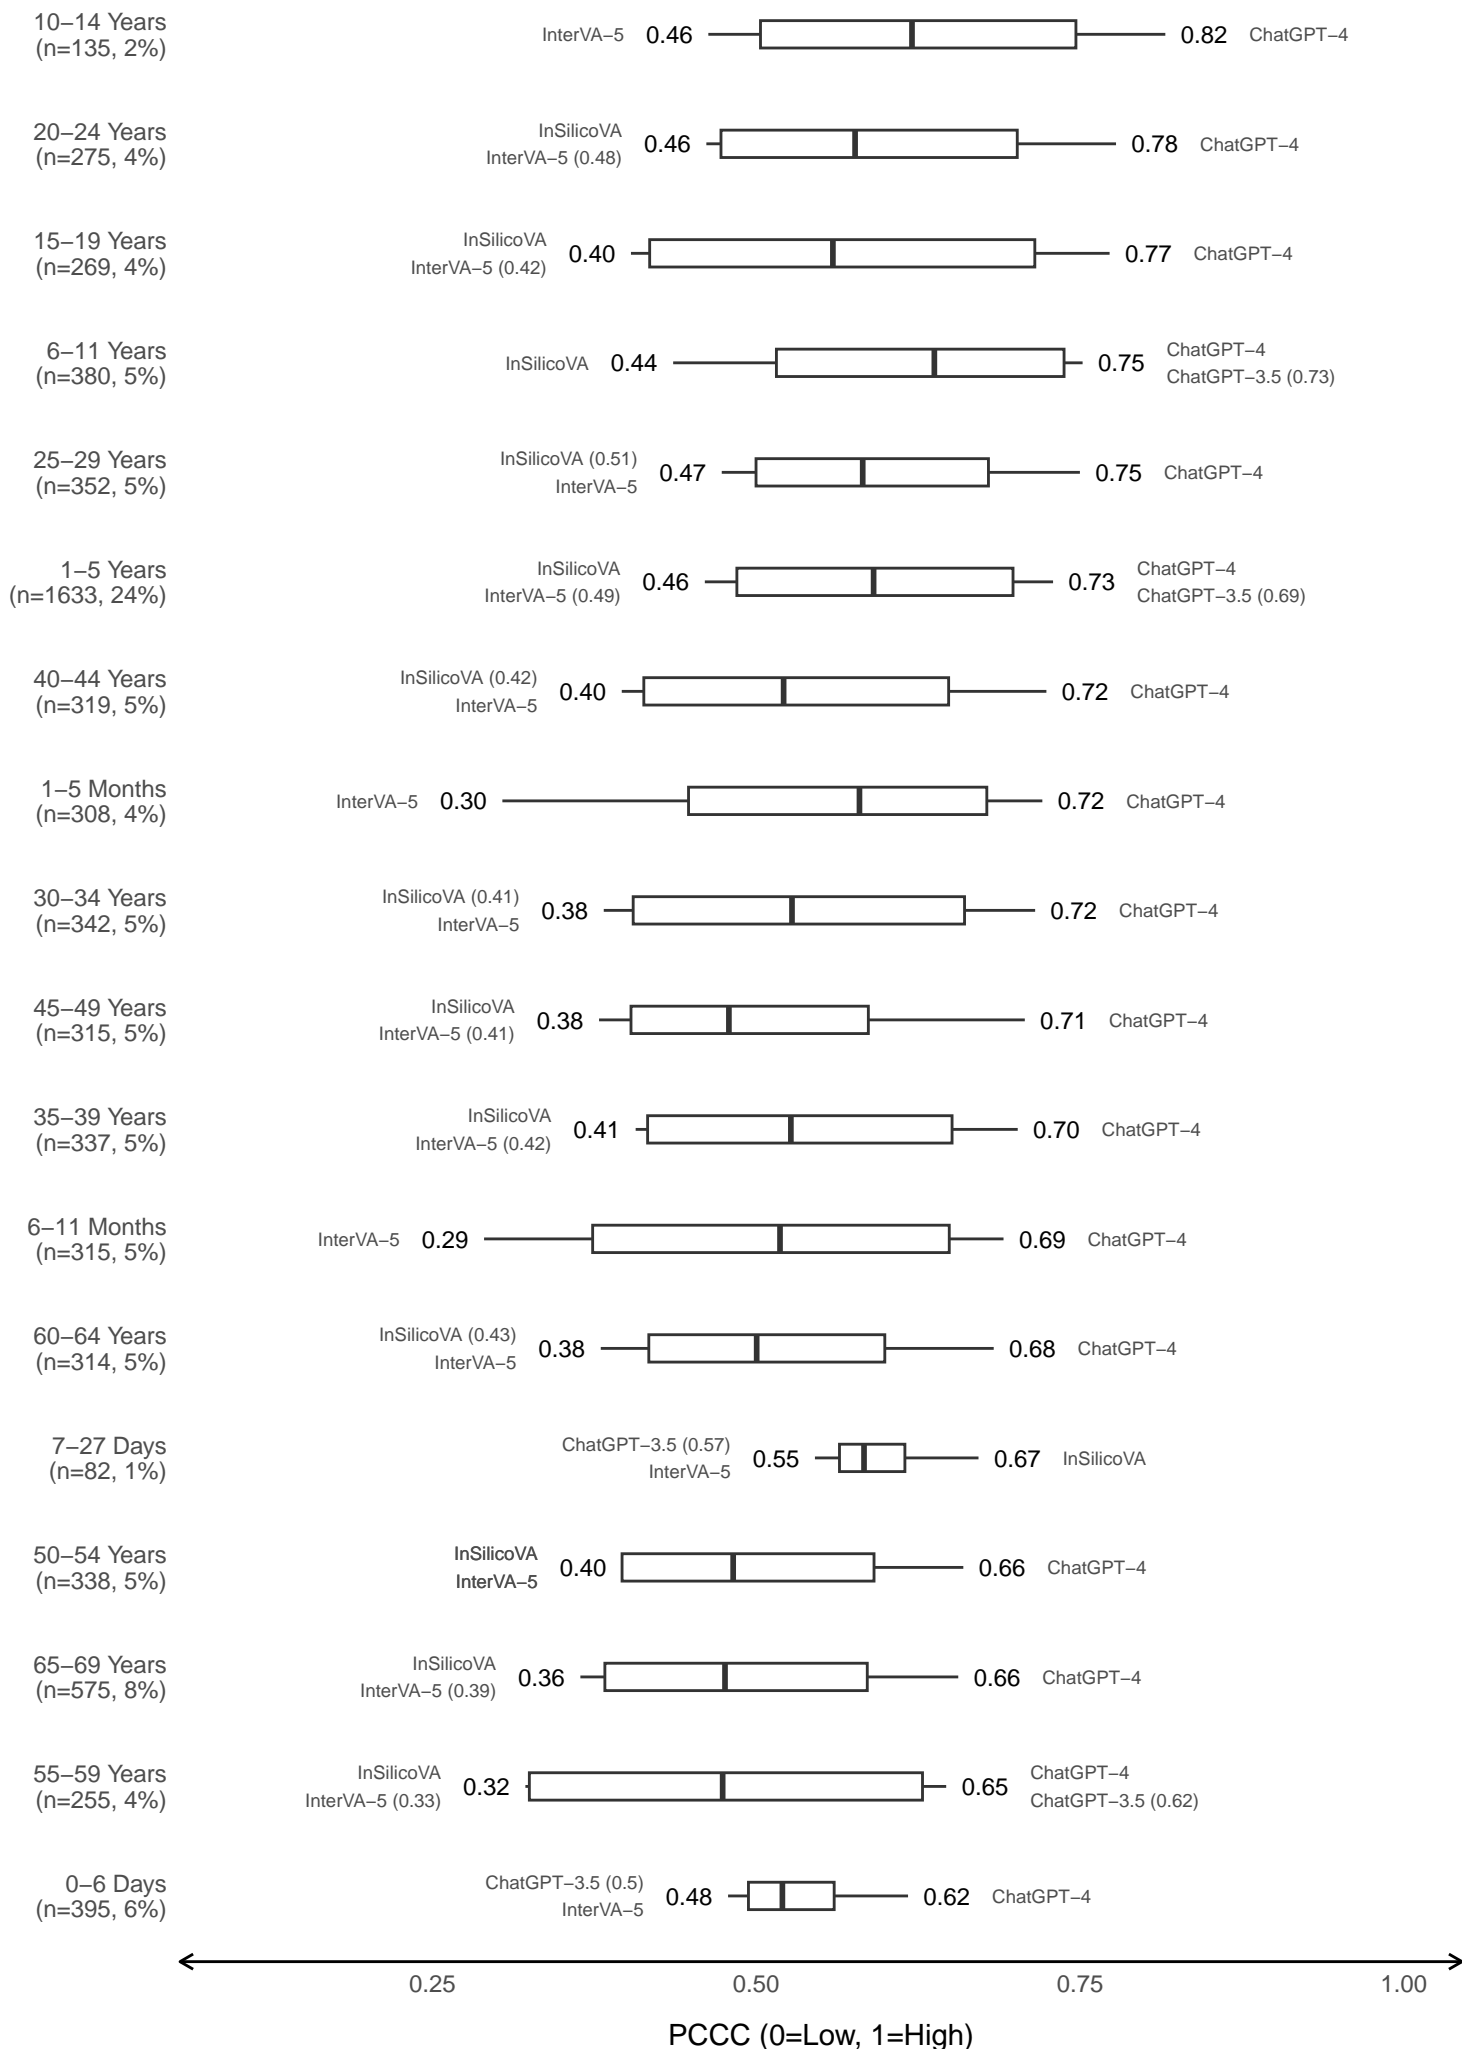 10–14 Years
(n=135, 2%)
InterVA–5 0.46 0.82 ChatGPT–4
20–24 Years
(n=275, 4%)
InSilicoVA
InterVA–5 (0.48)
0.46 0.78 ChatGPT–4
15–19 Years
(n=269, 4%)
InSilicoVA
InterVA–5 (0.42)
0.40 0.77 ChatGPT–4
6–11 Years
(n=380, 5%)
InSilicoVA 0.44 0.75
ChatGPT–4
ChatGPT–3.5 (0.73)
25–29 Years
(n=352, 5%)
InSilicoVA (0.51)
InterVA–5
0.47 0.75 ChatGPT–4
1–5 Years
(n=1633, 24%)
InSilicoVA
InterVA–5 (0.49)
0.46 0.73
ChatGPT–4
ChatGPT–3.5 (0.69)
40–44 Years
(n=319, 5%)
InSilicoVA (0.42)
InterVA–5
0.40 0.72 ChatGPT–4
1–5 Months
(n=308, 4%)
InterVA–5 0.30 0.72 ChatGPT–4
30–34 Years
(n=342, 5%)
InSilicoVA (0.41)
InterVA–5
0.38 0.72 ChatGPT–4
45–49 Years
(n=315, 5%)
InSilicoVA
InterVA–5 (0.41)
0.38 0.71 ChatGPT–4
35–39 Years
(n=337, 5%)
InSilicoVA
InterVA–5 (0.42)
0.41 0.70 ChatGPT–4
6–11 Months
(n=315, 5%)
InterVA–5 0.29 0.69 ChatGPT–4
60–64 Years
(n=314, 5%)
InSilicoVA (0.43)
InterVA–5
0.38 0.68 ChatGPT–4
7–27 Days
(n=82, 1%)
ChatGPT–3.5 (0.57)
InterVA–5
0.55 0.67 InSilicoVA
50–54 Years
(n=338, 5%)
InSilicoVA
InterVA–5
0.40 0.66 ChatGPT–4
65–69 Years
(n=575, 8%)
InSilicoVA
InterVA–5 (0.39)
0.36 0.66 ChatGPT–4
55–59 Years
(n=255, 4%)
InSilicoVA
InterVA–5 (0.33)
0.32 0.65
ChatGPT–4
ChatGPT–3.5 (0.62)
0–6 Days
(n=395, 6%)
ChatGPT–3.5 (0.5)
InterVA–5
0.48 0.62 ChatGPT–4
0.25 0.50 0.75 1.00
PCCC (0=Low, 1=High)